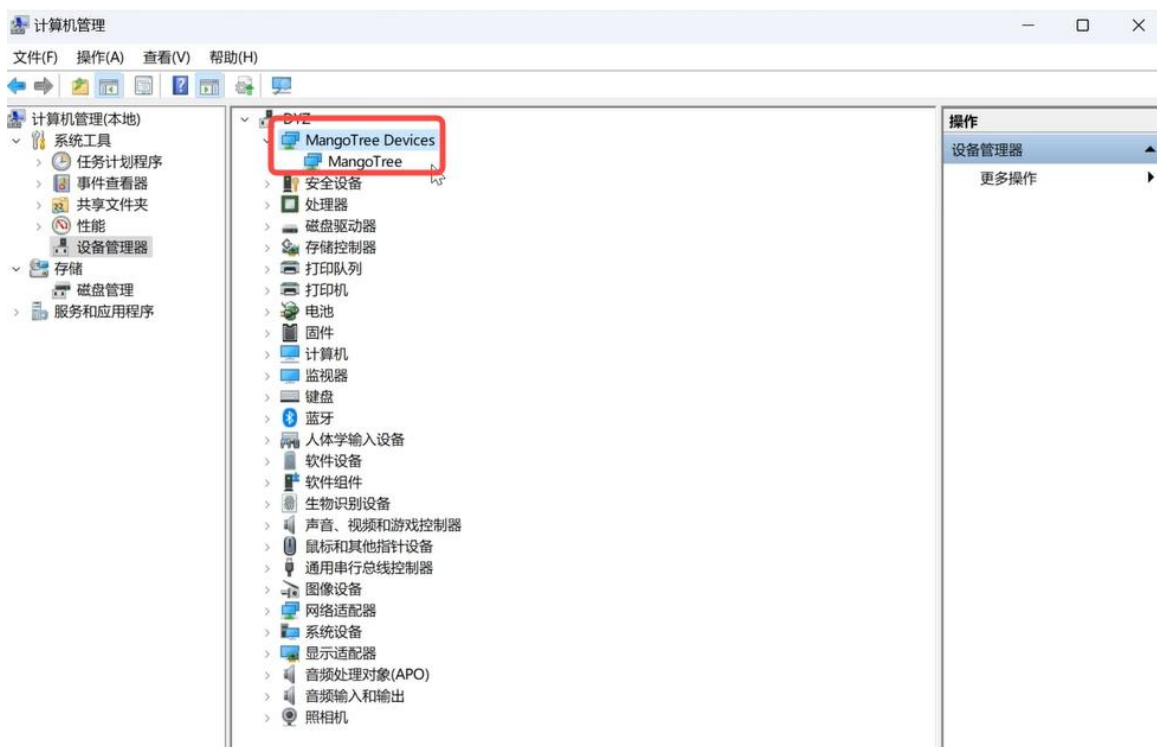 计算机管理
文件(F) 操作(A) 查看(V) 帮助(H)
计算机管理(本地)
系统工具
任务计划程序
事件查看器
共享文件夹
性能
设备管理器
存储
磁盘管理
服务和应用程序
DYZ
MangoTree Devices
MangoTree
安全设备
处理器
磁盘驱动器
存储控制器
打印队列
打印机
电池
固件
计算机
监视器
键盘
蓝牙
人体学输入设备
软件设备
软件组件
生物识别设备
声音、视频和游戏控制器
鼠标和其他指针设备
通用串行总线控制器
图像设备
网络适配器
系统设备
显示适配器
音频处理对象(APO)
音频输入和输出
照相机
操作
设备管理器
更多操作